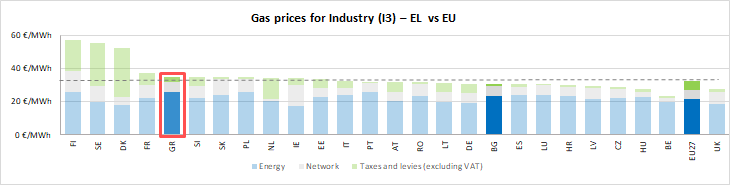 Gas prices for Industry (I3) – EL vs EU
60 €/MWh
40 €/MWh
20 €/MWh
0 €/MWh
FI SE DK FR GR SI SK PL NL IE EE IT PT AT RO LT DE BG ES LU HR LV CZ HU BE EU27 UK
Energy Network Taxes and levies (excluding VAT)